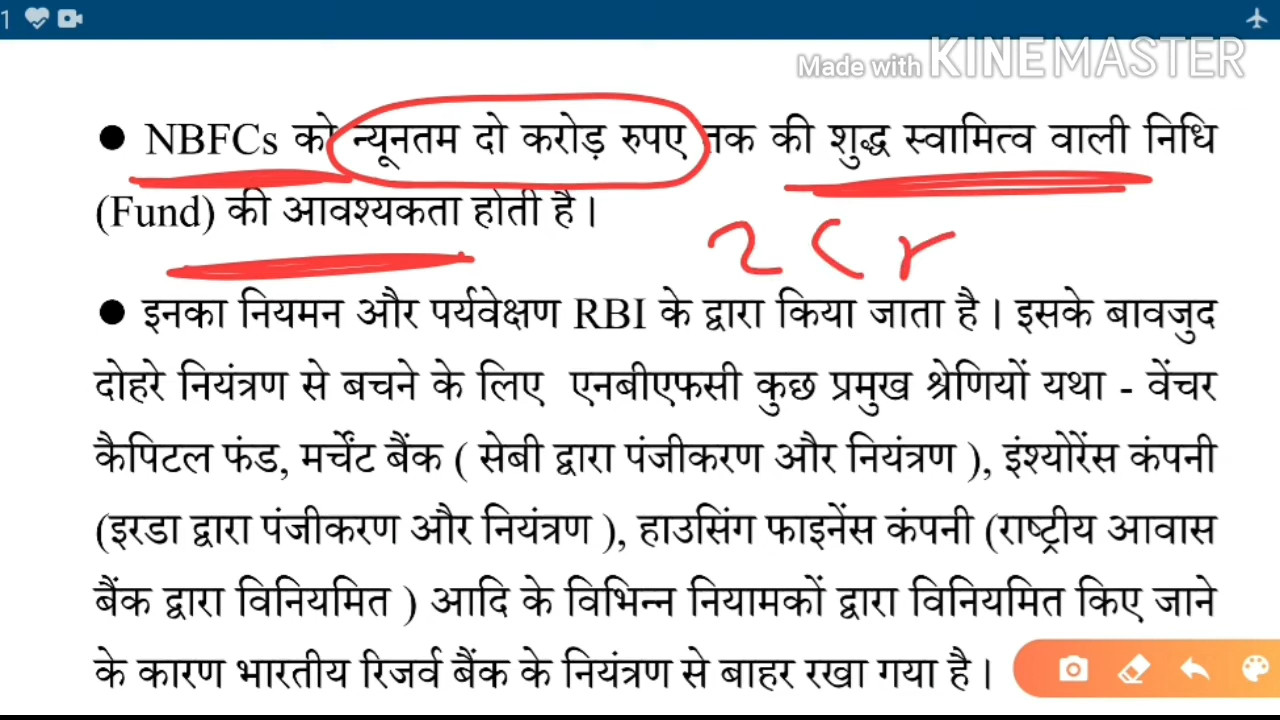 1
Made with KINEMASTER
● NBFCs को न्यूनतम दो करोड़ रुपए तक की शुद्ध स्वामित्व वाली निधि
(Fund) की आवश्यकता होती है।
2 Cr
● इनका नियमन और पर्यवेक्षण RBI के द्वारा किया जाता है। इसके बावजुद
दोहरे नियंत्रण से बचने के लिए एनबीएफसी कुछ प्रमुख श्रेणियों यथा - वेंचर
कैपिटल फंड, मर्चेंट बैंक ( सेबी द्वारा पंजीकरण और नियंत्रण ), इंश्योरेंस कंपनी
(इरडा द्वारा पंजीकरण और नियंत्रण ), हाउसिंग फाइनेंस कंपनी (राष्ट्रीय आवास
बैंक द्वारा विनियमित ) आदि के विभिन्न नियामकों द्वारा विनियमित किए जाने
के कारण भारतीय रिजर्व बैंक के नियंत्रण से बाहर रखा गया है।